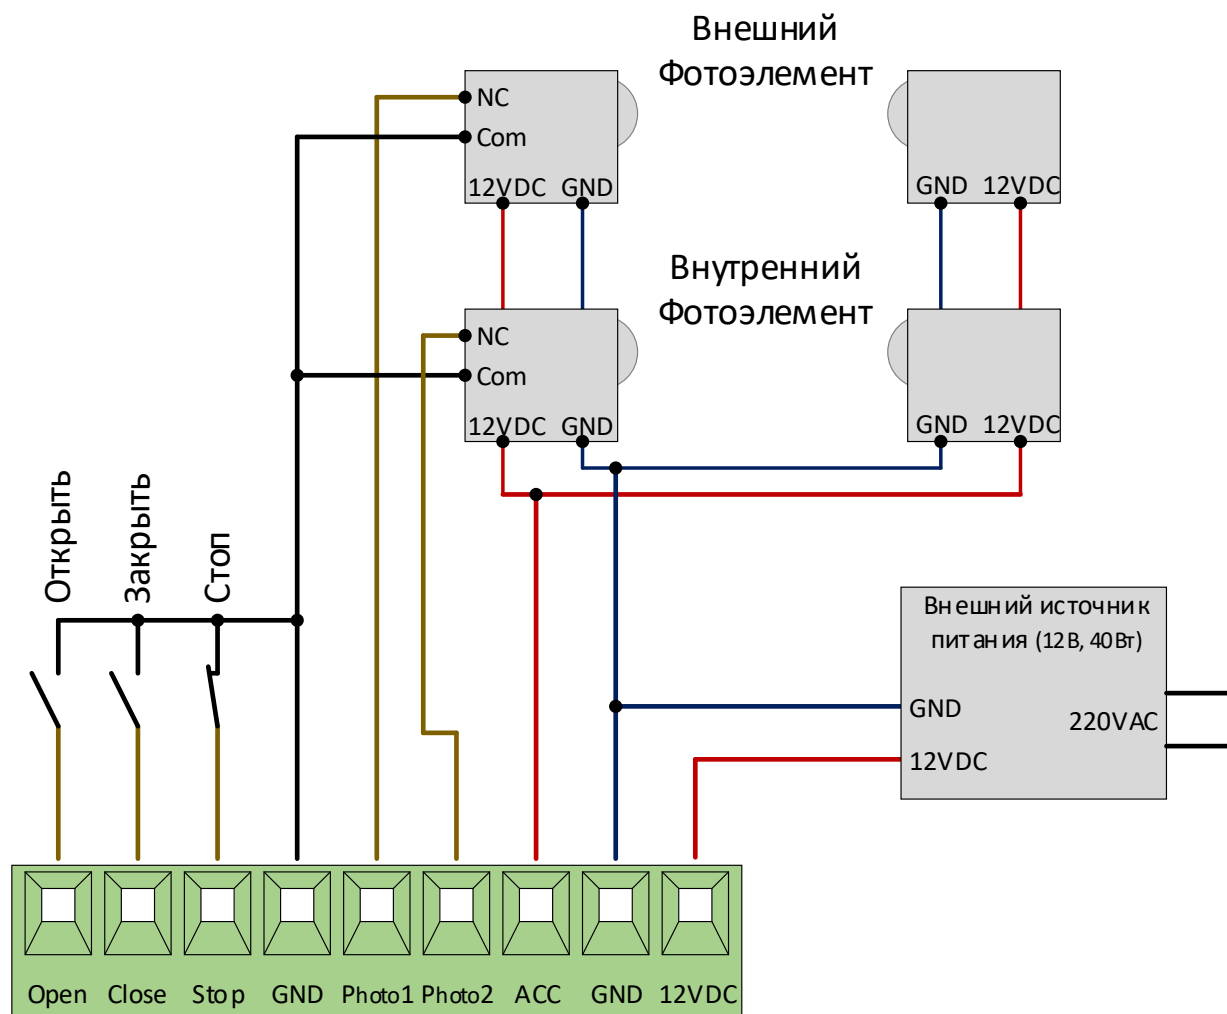 Внешний
Фотоэлемент
NC
Com
12VDC GND
GND 12VDC
Внутренний
Фотоэлемент
NC
Com
12VDC GND
GND 12VDC
Открыть
Закрыть
Стоп
Внешний источник
питания (12В, 40Вт)
GND
220VAC
12VDC
Open Close Stop GND Photo1 Photo2 ACC GND 12VDC